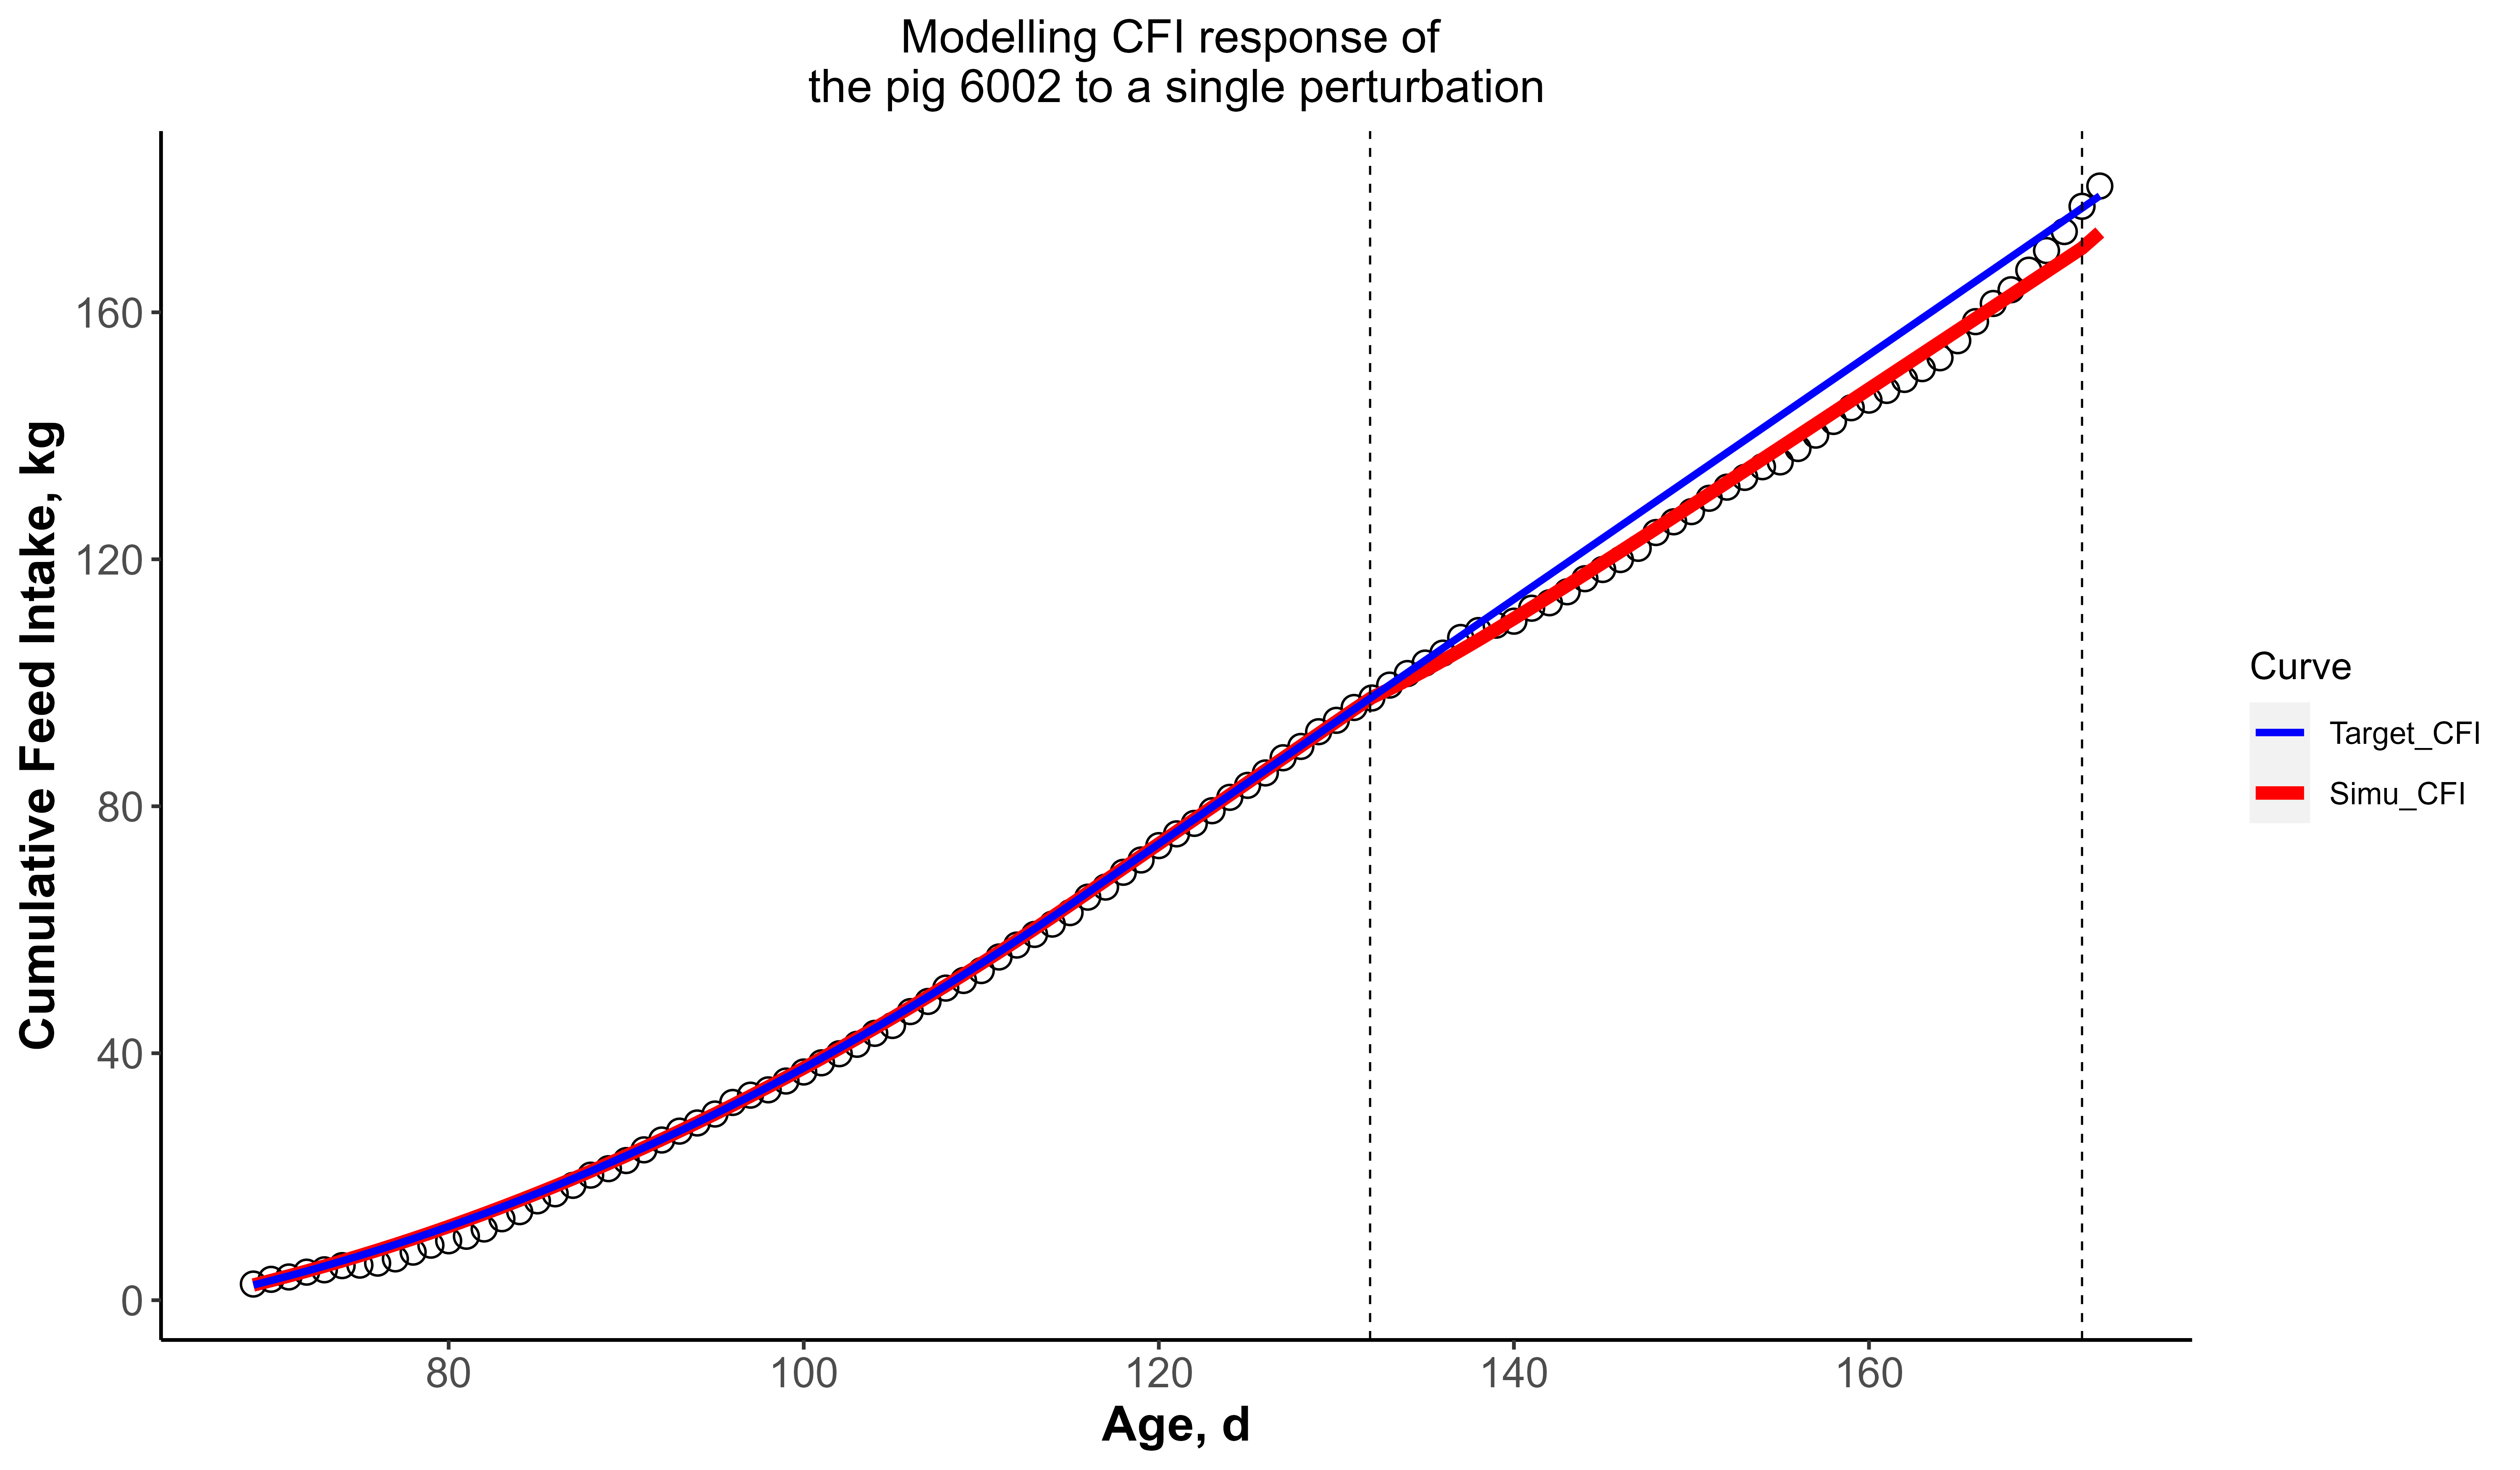 Modelling CFI response of
the pig 6002 to a single perturbation
Cumulative Feed Intake, kg
160
120
80
40
0
80
100
120
140
160
Age, d
Curve
Target_CFI
Simu_CFI